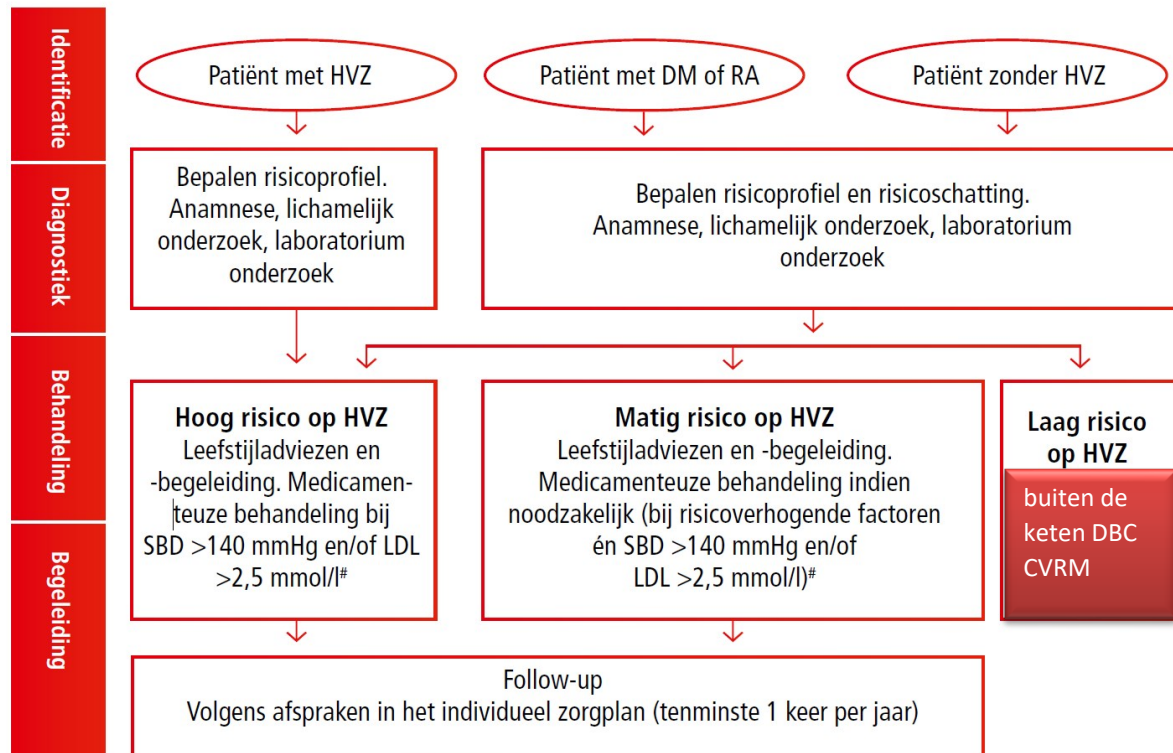 Identificatie
Patiënt met HVZ
Patiënt met DM of RA
Patiënt zonder HVZ
Diagnostiek
Bepalen risicoprofiel.
Anamnese, lichamelijk
onderzoek, laboratorium
onderzoek
Bepalen risicoprofiel en risicoschatting.
Anamnese, lichamelijk onderzoek, laboratorium
onderzoek
Behandeling
Hoog risico op HVZ
Leefstijladviezen en
-begeleiding. Medicamen-
teuze behandeling bij
SBD >140 mmHg en/of LDL
>2,5 mmol/l#
Matig risico op HVZ
Leefstijladviezen en -begeleiding.
Medicamenteuze behandeling indien
noodzakelijk (bij risicoverhogende factoren
én SBD >140 mmHg en/of
LDL >2,5 mmol/l)#
Laag risico
op HVZ
buiten de
keten DBC
CVRM
Begeleiding
Follow-up
Volgens afspraken in het individueel zorgplan (tenminste 1 keer per jaar)